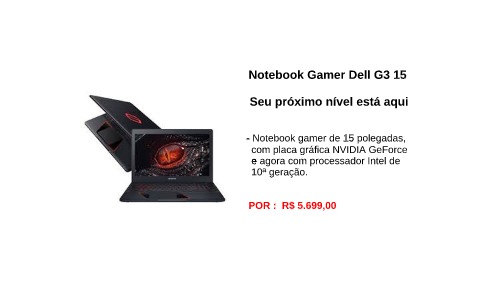 Notebook Gamer Dell G3 15
Seu próximo nível está aqui
- Notebook gamer de 15 polegadas,
com placa gráfica NVIDIA GeForce
e agora com processador Intel de
10ª geração.
POR : R$ 5.699,00